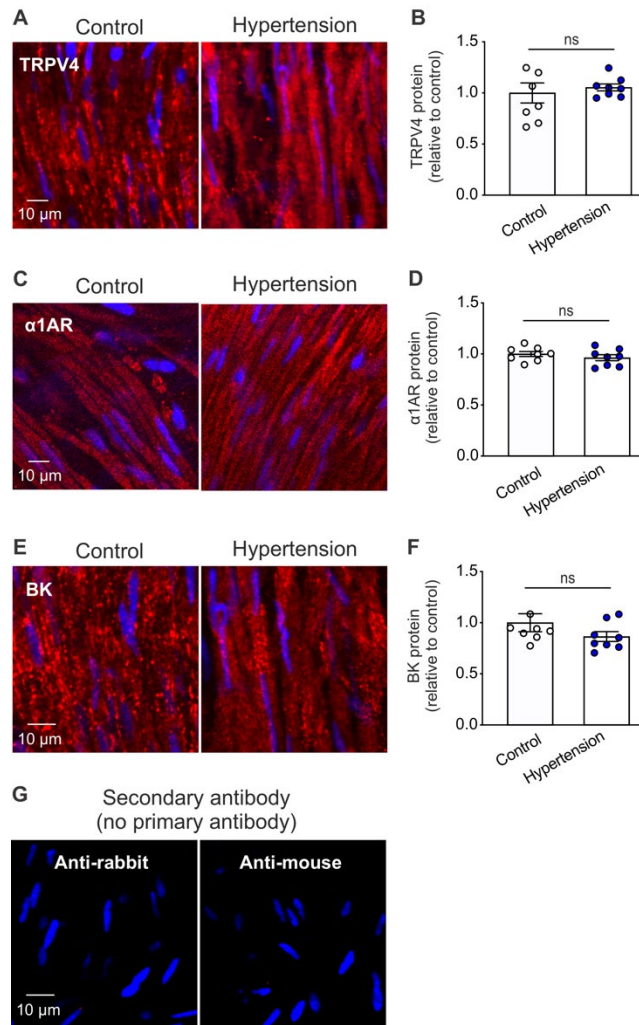 A
Control
Hypertension
TRPV4
10 µm
B
ns
TRPV4 protein
(relative to control)
1.5
1.0
0.5
0.0
Control
Hypertension
C
Control
Hypertension
α1AR
10 µm
D
ns
α1AR protein
(relative to control)
1.5
1.0
0.5
0.0
Control
Hypertension
E
Control
Hypertension
BK
10 µm
F
ns
BK protein
(relative to control)
1.5
1.0
0.5
0.0
Control
Hypertension
G
Secondary antibody
(no primary antibody)
Anti-rabbit
Anti-mouse
10 µm